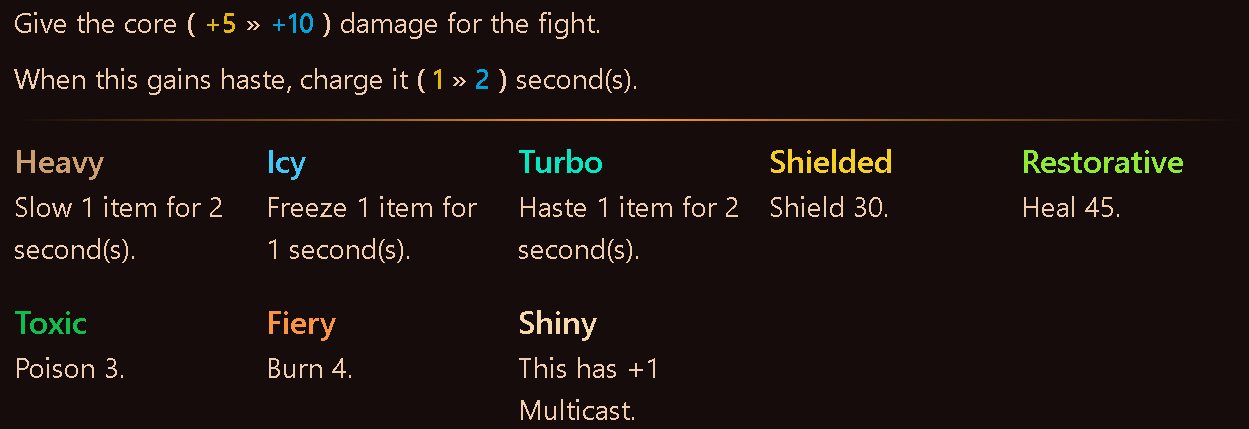 Give the core ( +5 » +10 ) damage for the fight.
When this gains haste, charge it ( 1 » 2 ) second(s).
Heavy
Slow 1 item for 2
second(s).
Icy
Freeze 1 item for
1 second(s).
Turbo
Haste 1 item for 2
second(s).
Shielded
Shield 30.
Restorative
Heal 45.
Toxic
Poison 3.
Fiery
Burn 4.
Shiny
This has +1
Multicast.